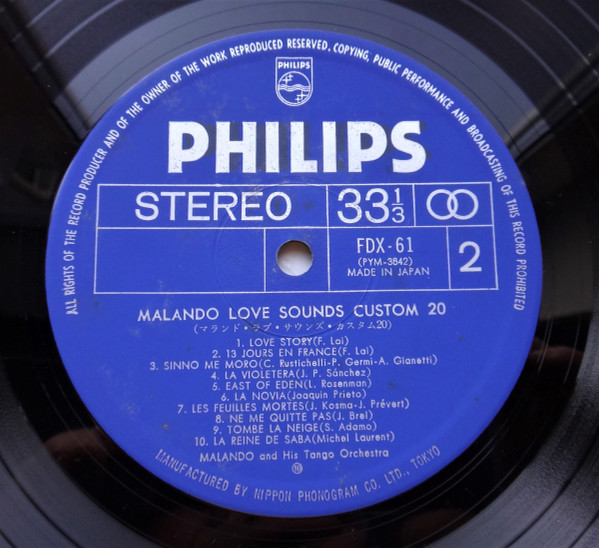 ALL RIGHTS OF THE RECORD PRODUCER AND OF THE OWNER OF THE WORK REPRODUCED RESERVED, COPYING, PUBLIC PERFORMANCE AND BROADCASTING OF THIS RECORD PROHIBITED
PHILIPS
PHILIPS
STEREO
33 1/3
FDX-61
(PYM-3842)
MADE IN JAPAN
2
MALANDO LOVE SOUNDS CUSTOM 20
(マランド・ラブ・サウンズ・カスタム20)
1. LOVE STORY(F. Lai)
2. 13 JOURS EN FRANCE(F. Lai)
3. SINNO ME MORO(C. Rustichelli-P. Germi-A. Gianetti)
4. LA VIOLETERA(J. P. Sánchez)
5. EAST OF EDEN(L. Rosenman)
6. LA NOVIA(Joaquin Prieto)
7. LES FEUILLES MORTES(J. Kosma-J. Prévert)
8. NE ME QUITTE PAS(J. Brel)
9. TOMBE LA NEIGE(S. Adamo)
10. LA REINE DE SABA(Michel Laurent)
MALANDO and His Tango Orchestra
MANUFACTURED BY NIPPON PHONOGRAM CO. LTD., TOKYO